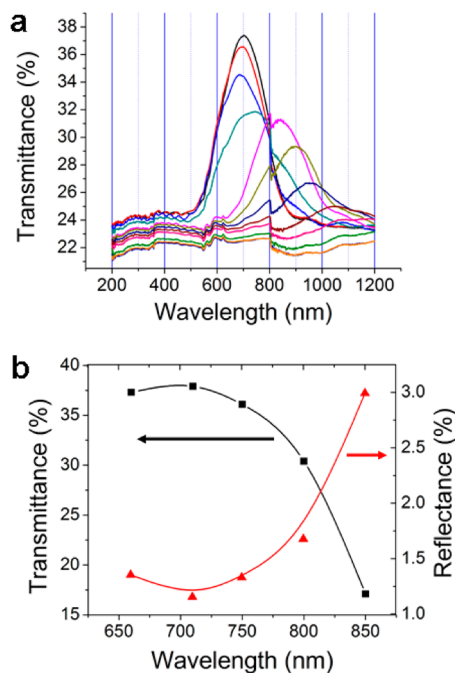 a
Transmittance (%)
38
36
34
32
30
28
26
24
22
200 400 600 800 1000 1200
Wavelength (nm)
b
Transmittance (%)
40
35
30
25
20
15
Reflectance (%)
3.0
2.5
2.0
1.5
1.0
650 700 750 800 850
Wavelength (nm)